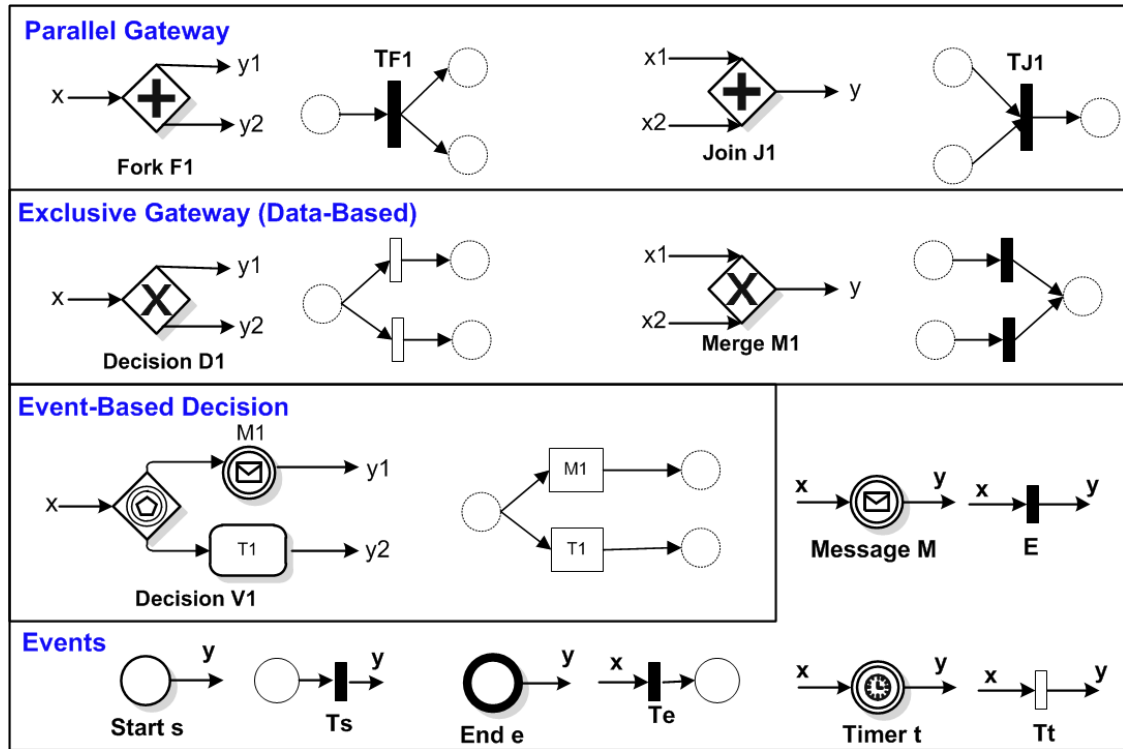 Parallel Gateway
x
y1
y2
Fork F1
TF1
x1
x2
y
Join J1
TJ1
Exclusive Gateway (Data-Based)
x
X
y1
y2
Decision D1
x1
x2
X
y
Merge M1
Event-Based Decision
x
M1
y1
T1
y2
Decision V1
M1
T1
x
y
Message M
x
y
E
Events
y
Start s
y
Ts
y
End e
x
Te
x
y
Timer t
x
y
Tt